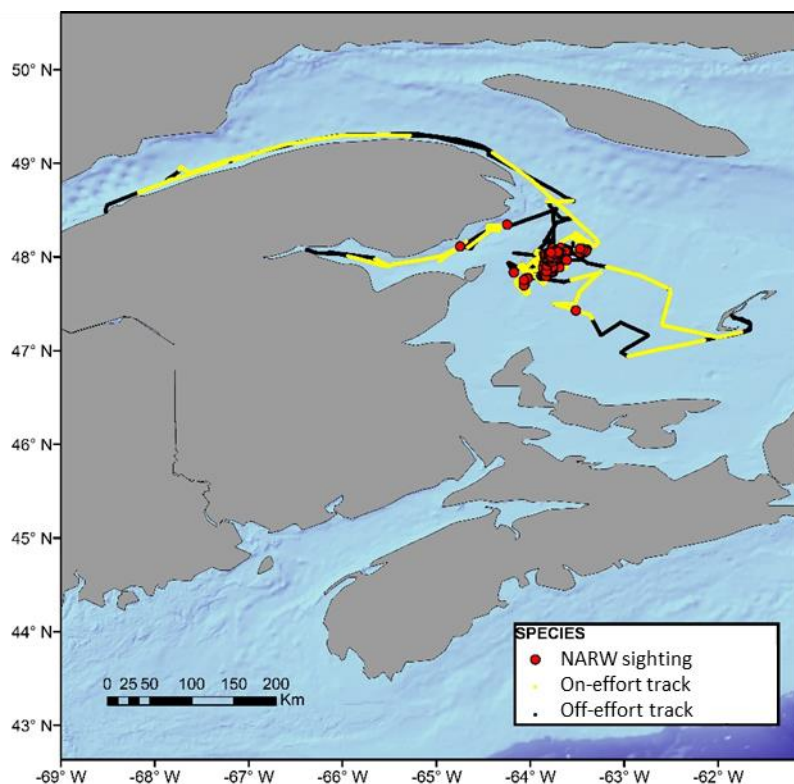 50° N
49° N
48° N
47° N
46° N
45° N
44° N
43° N
0 25 50 100 150 200
Km
SPECIES
NARW sighting
On-effort track
Off-effort track
-69° W -68° W -67° W -66° W -65° W -64° W -63° W -62° W